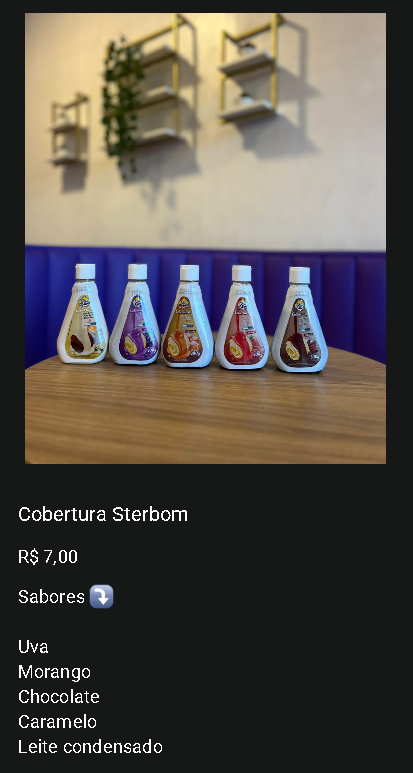 Cobertura Sterbom
R$ 7,00
Sabores ⤵️
Uva
Morango
Chocolate
Caramelo
Leite condensado